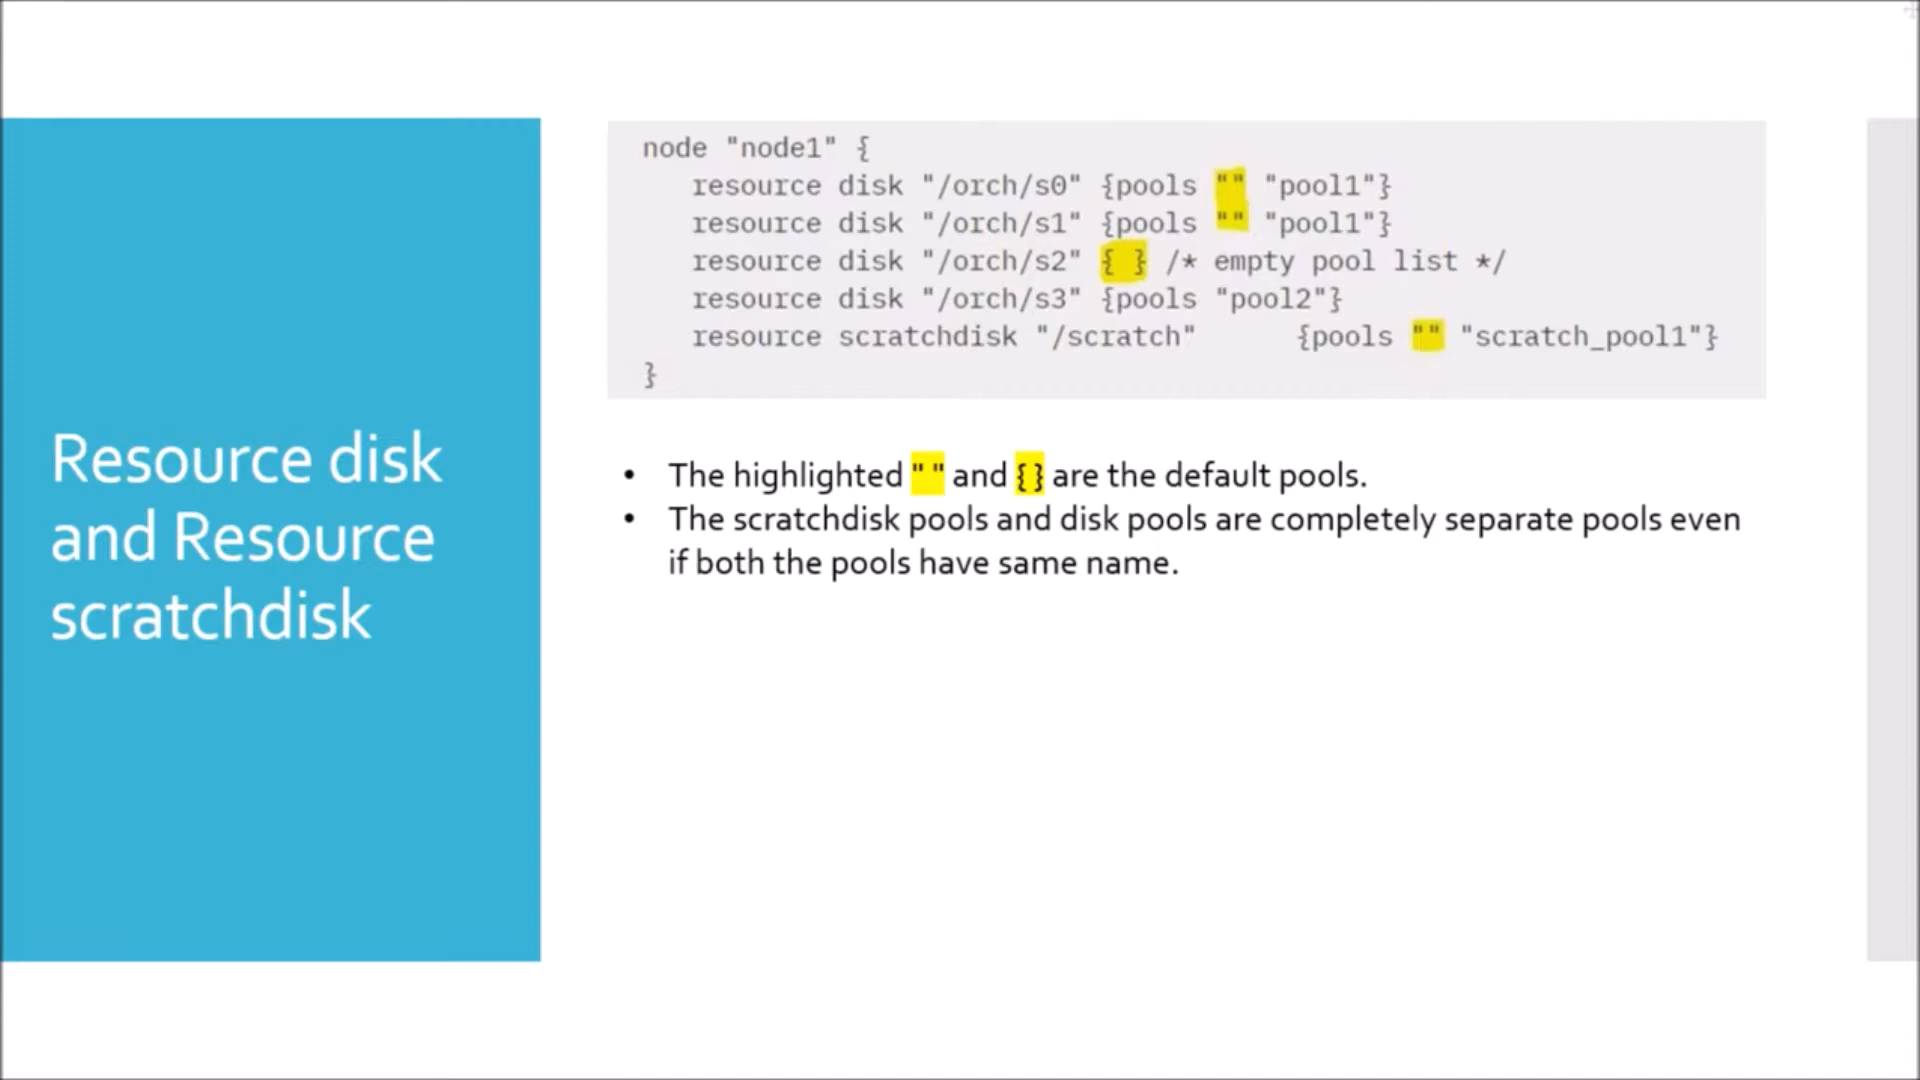 Resource disk
and Resource
scratchdisk
node "node1" {
resource disk "/orch/s0" {pools "" "pool1"}
resource disk "/orch/s1" {pools "" "pool1"}
resource disk "/orch/s2" { } /* empty pool list */
resource disk "/orch/s3" {pools "pool2"}
resource scratchdisk "/scratch" {pools "" "scratch_pool1"}
}
• The highlighted " " and { } are the default pools.
• The scratchdisk pools and disk pools are completely separate pools even
if both the pools have same name.